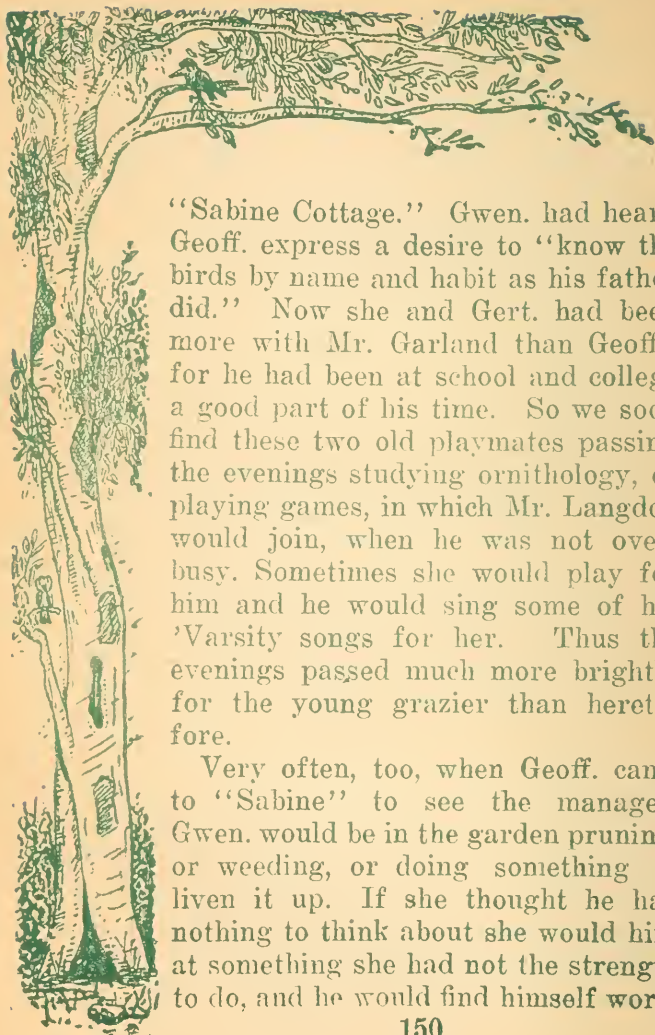 “Sabine Cottage.” Gwen. had hear
Geoff. express a desire to “know th
birds by name and habit as his fathe
did.” Now she and Gert. had bee
more with Mr. Garland than Geoff
for he had been at school and colleg
a good part of his time. So we soo
find these two old playmates passin
the evenings studying ornithology, o
playing games, in which Mr. Langdo
would join, when he was not ove
busy. Sometimes she would play fo
him and he would sing some of h
’Varsity songs for her. Thus th
evenings passed much more bright
for the young grazier than heret
fore.
Very often, too, when Geoff. cam
to “Sabine” to see the manage
Gwen. would be in the garden prunin
or weeding, or doing something
liven it up. If she thought he ha
nothing to think about she would hi
at something she had not the streng
to do, and he would find himself wor
150